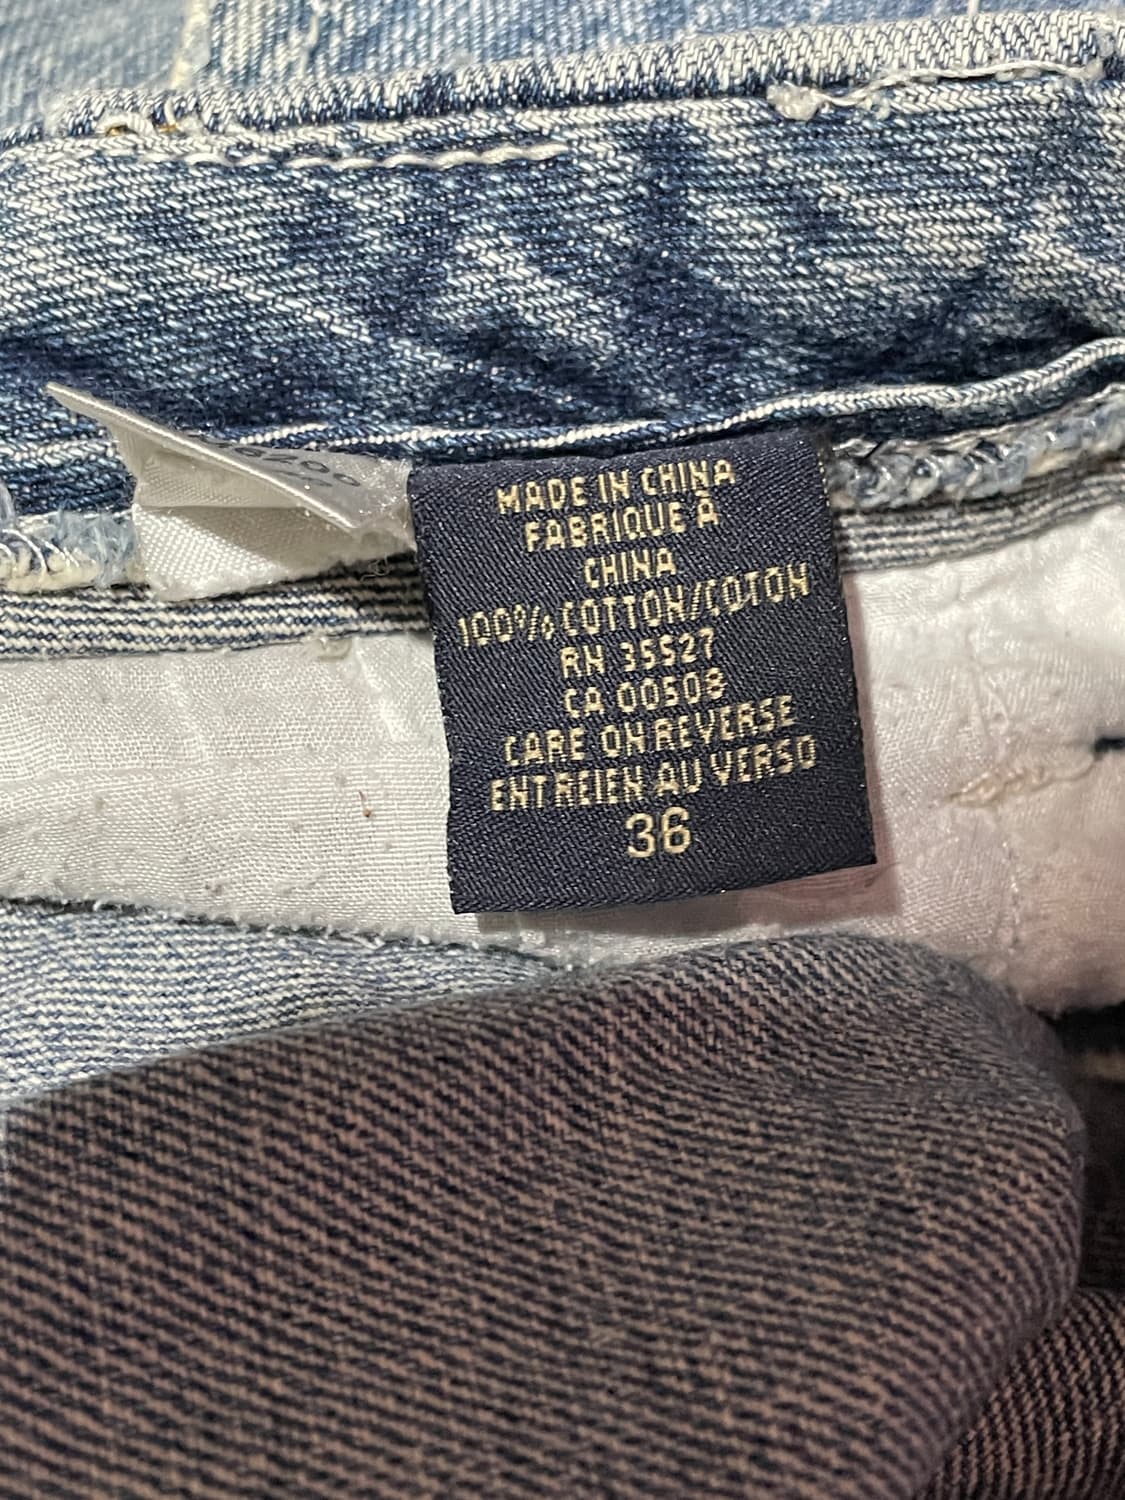 MADE IN CHINA
FABRIQUE À
CHINA
100% COTTON/COTON
RN 35527
CA 00508
CARE ON REVERSE
ENTREIEN AU VERSO
36